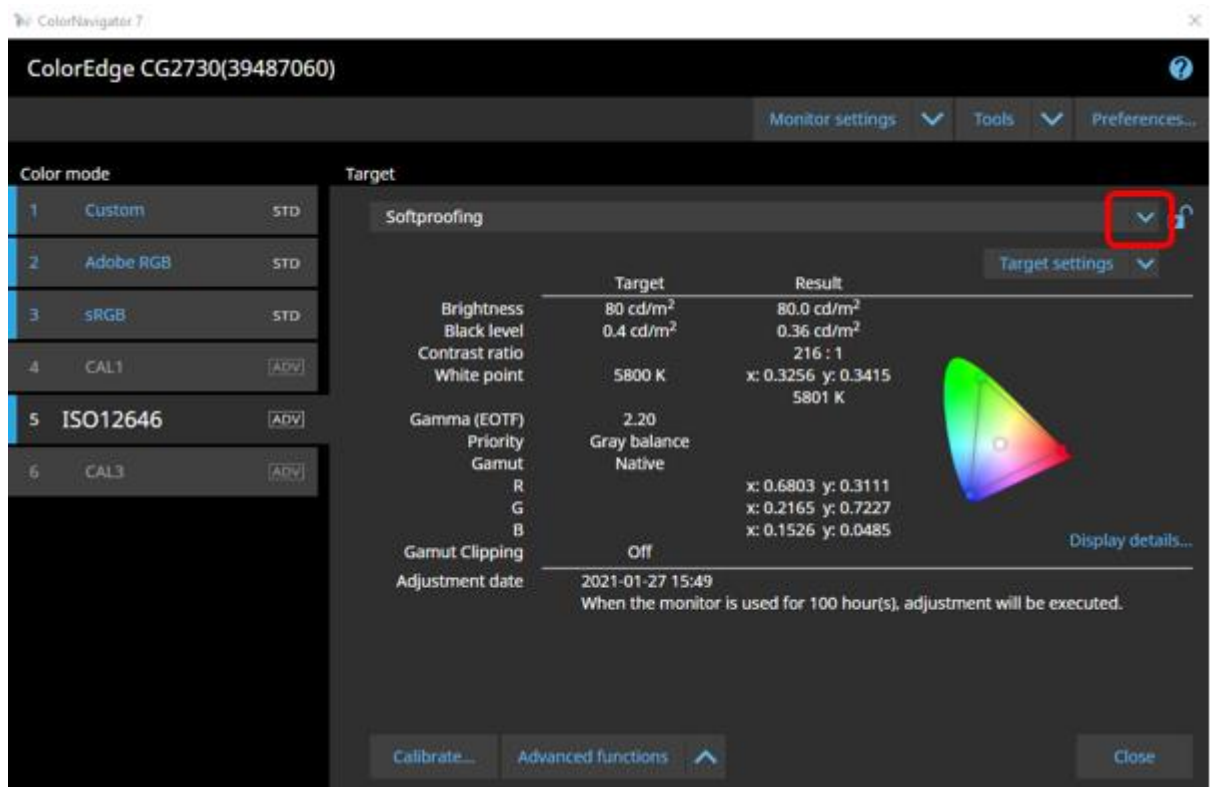 ColorNavigator 7
ColorEdge CG2730(39487060)
Monitor settings Tools Preferences...
Color mode
Target
1 Custom STD
2 Adobe RGB STD
3 sRGB STD
4 CAL1 ADV
5 ISO12646 ADV
6 CAL3 ADV
Softproofing
Target settings
Target Result
Brightness 80 cd/m² 80.0 cd/m²
Black level 0.4 cd/m² 0.36 cd/m²
Contrast ratio 216 : 1
White point 5800 K x: 0.3256 y: 0.3415
5801 K
Gamma (EOTF) 2.20
Priority Gray balance
Gamut Native
R x: 0.6803 y: 0.3111
G x: 0.2165 y: 0.7227
B x: 0.1526 y: 0.0485
Display details...
Gamut Clipping Off
Adjustment date 2021-01-27 15:49
When the monitor is used for 100 hour(s), adjustment will be executed.
Calibrate... Advanced functions Close